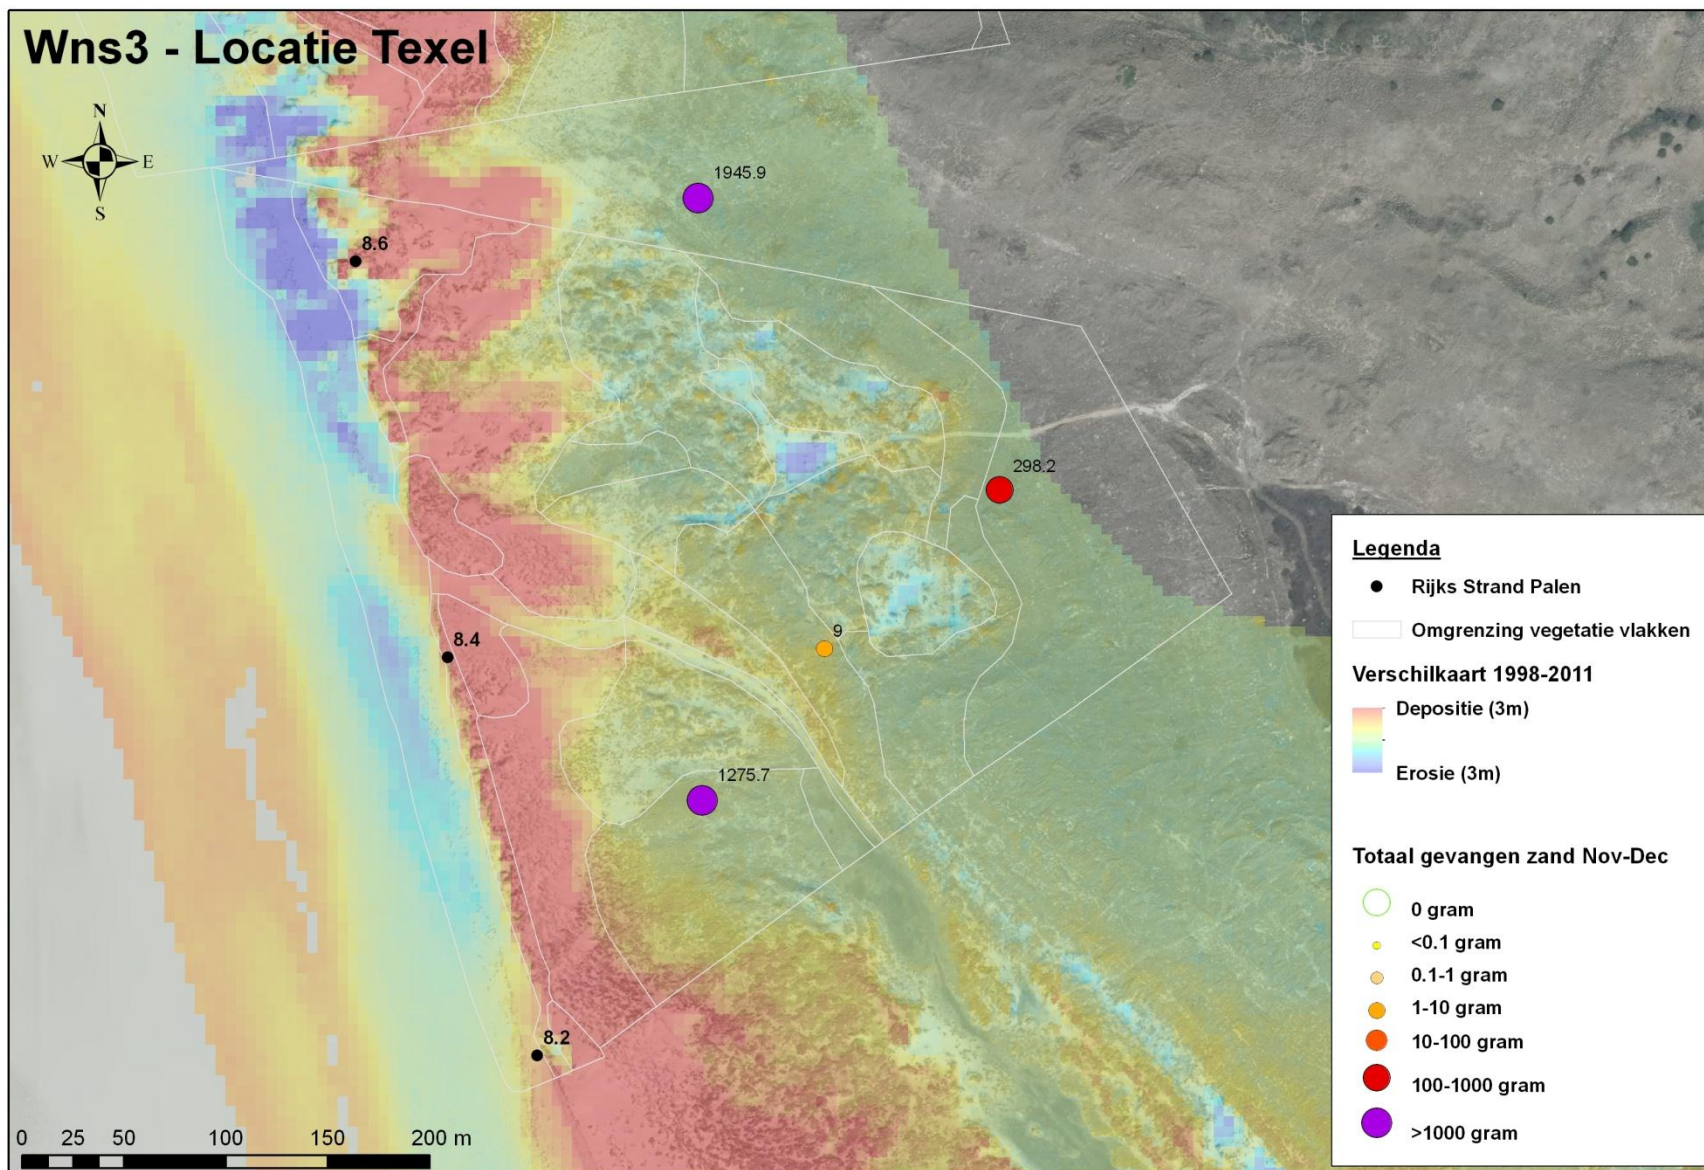 Wns3 - Locatie Texel
N
W E
S
1945.9
8.6
298.2
9
8.4
1275.7
8.2
0 25 50 100 150 200 m
Legenda
Rijks Strand Palen
Omgrenzing vegetatie vlakken
Verschilkaart 1998-2011
Depositie (3m)
Erosie (3m)
Totaal gevangen zand Nov-Dec
0 gram
<0.1 gram
0.1-1 gram
1-10 gram
10-100 gram
100-1000 gram
>1000 gram